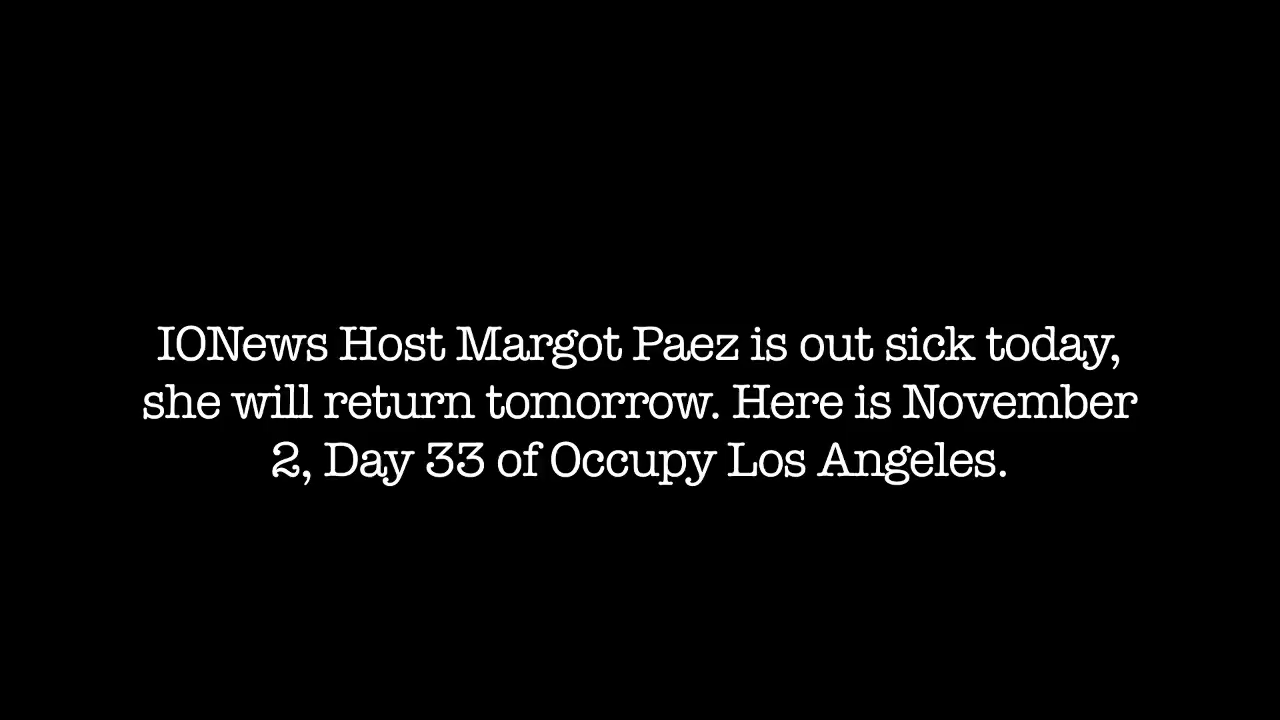 IONews Host Margot Paez is out sick today,
she will return tomorrow. Here is November
2, Day 33 of Occupy Los Angeles.